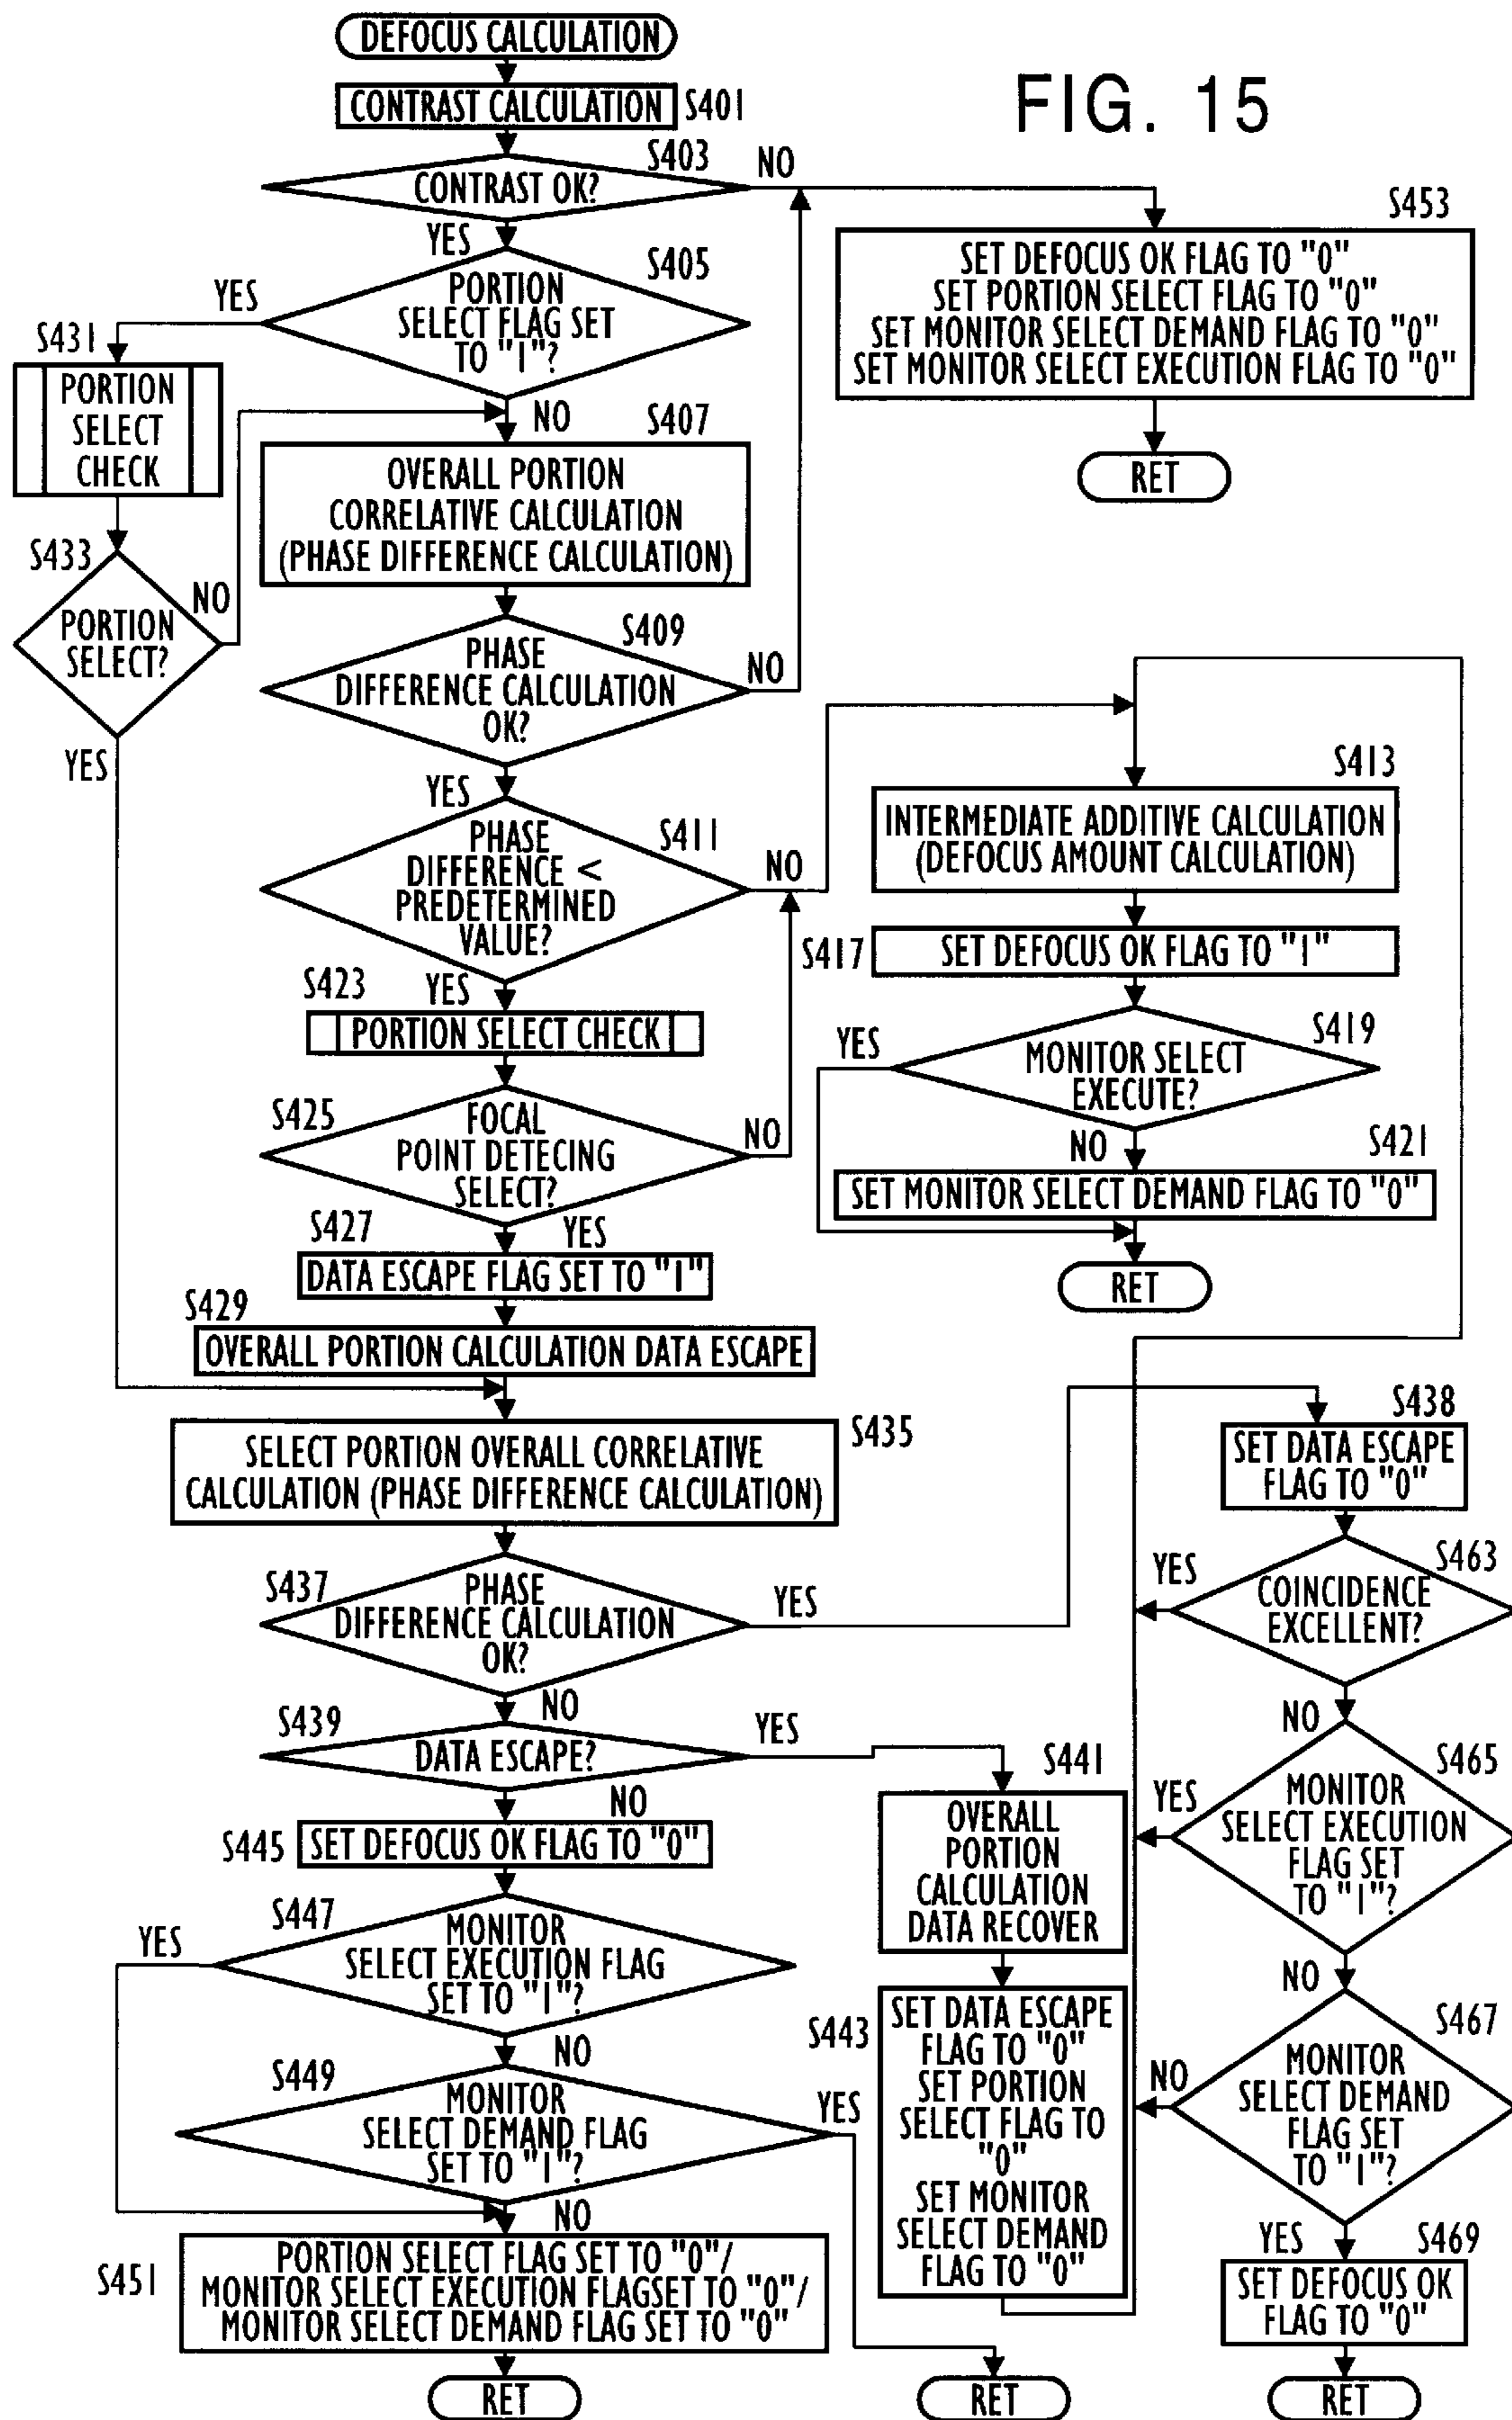 DEFOCUS CALCULATION
FIG. 15
CONTRAST CALCULATION
S401
S403
CONTRAST OK?
NO
YES
S453
SET DEFOCUS OK FLAG TO "0"
SET PORTION SELECT FLAG TO "0"
SET MONITOR SELECT DEMAND FLAG TO "0"
SET MONITOR SELECT EXECUTION FLAG TO "0"
RET
S405
PORTION
SELECT FLAG SET
TO "1"?
YES
NO
S431
PORTION
SELECT
CHECK
S433
PORTION
SELECT?
NO
YES
S407
OVERALL PORTION
CORRELATIVE CALCULATION
(PHASE DIFFERENCE CALCULATION)
S409
PHASE
DIFFERENCE CALCULATION
OK?
NO
YES
S411
PHASE
DIFFERENCE <
PREDETERMINED
VALUE?
NO
YES
S413
INTERMEDIATE ADDITIVE CALCULATION
(DEFOCUS AMOUNT CALCULATION)
S417
SET DEFOCUS OK FLAG TO "1"
S419
MONITOR SELECT
EXECUTE?
YES
NO
S421
SET MONITOR SELECT DEMAND FLAG TO "0"
RET
S423
PORTION SELECT CHECK
S425
FOCAL
POINT DETECING
SELECT?
NO
YES
S427
DATA ESCAPE FLAG SET TO "1"
S429
OVERALL PORTION CALCULATION DATA ESCAPE
S435
SELECT PORTION OVERALL CORRELATIVE
CALCULATION (PHASE DIFFERENCE CALCULATION)
S437
PHASE
DIFFERENCE CALCULATION
OK?
YES
NO
S438
SET DATA ESCAPE
FLAG TO "0"
S463
COINCIDENCE
EXCELLENT?
YES
NO
S465
MONITOR
SELECT EXECUTION
FLAG SET
TO "1"?
YES
NO
S467
MONITOR
SELECT DEMAND
FLAG SET
TO "1"?
NO
YES
S469
SET DEFOCUS OK
FLAG TO "0"
RET
S439
DATA ESCAPE?
YES
NO
S441
OVERALL
PORTION
CALCULATION
DATA RECOVER
S443
SET DATA ESCAPE
FLAG TO "0"
SET PORTION
SELECT FLAG TO
"0"
SET MONITOR
SELECT DEMAND
FLAG TO "0"
S445
SET DEFOCUS OK FLAG TO "0"
S447
MONITOR
SELECT EXECUTION FLAG
SET TO "1"?
YES
NO
S449
MONITOR
SELECT DEMAND FLAG
SET TO "1"?
YES
NO
S451
PORTION SELECT FLAG SET TO "0"/
MONITOR SELECT EXECUTION FLAGSET TO "0"/
MONITOR SELECT DEMAND FLAG SET TO "0"
RET
RET